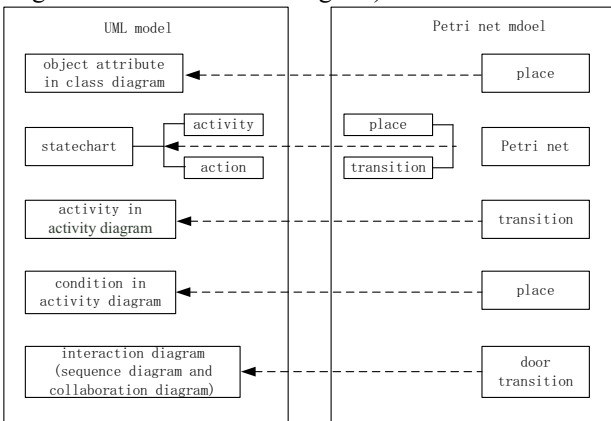 UML model
Petri net mdoel
object attribute
in class diagram
place
statechart
activity
action
place
transition
Petri net
activity in
activity diagram
transition
condition in
activity diagram
place
interaction diagram
(sequence diagram and
collaboration diagram)
door
transition